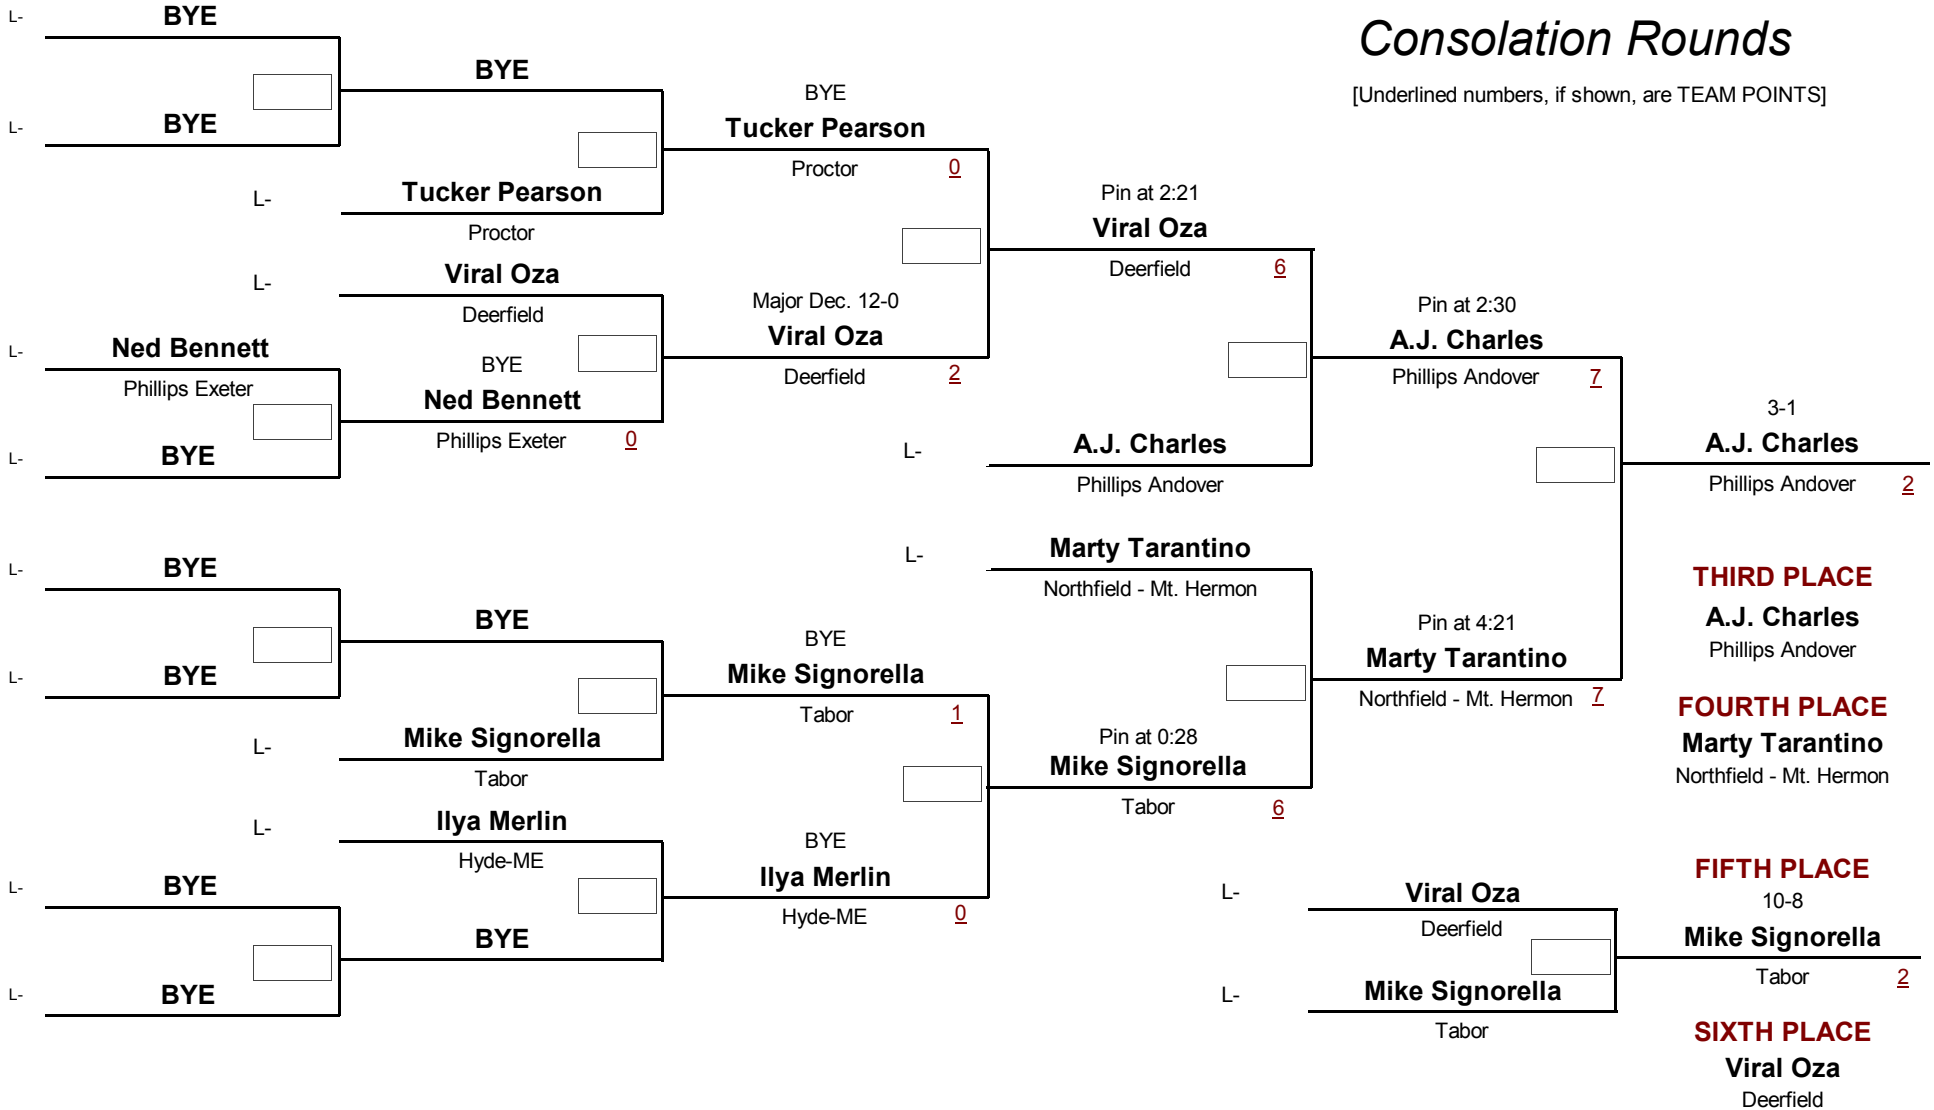 Consolation Rounds
[Underlined numbers, if shown, are TEAM POINTS]
L- BYE
L- BYE
BYE
L- Tucker Pearson
Proctor
BYE
Tucker Pearson
Proctor 0
L- Viral Oza
Deerfield
L- Ned Bennett
Phillips Exeter
L- BYE
BYE
Ned Bennett
Phillips Exeter 0
Major Dec. 12-0
Viral Oza
Deerfield 2
Pin at 2:21
Viral Oza
Deerfield 6
L- A.J. Charles
Phillips Andover
Pin at 2:30
A.J. Charles
Phillips Andover 7
3-1
A.J. Charles
Phillips Andover 2
L- BYE
L- BYE
BYE
L- Mike Signorella
Tabor
BYE
Mike Signorella
Tabor 1
L- Ilya Merlin
Hyde-ME
L- BYE
L- BYE
BYE
BYE
Ilya Merlin
Hyde-ME 0
L- Marty Tarantino
Northfield - Mt. Hermon
Pin at 0:28
Mike Signorella
Tabor 6
Pin at 4:21
Marty Tarantino
Northfield - Mt. Hermon 7
THIRD PLACE
A.J. Charles
Phillips Andover
FOURTH PLACE
Marty Tarantino
Northfield - Mt. Hermon
L- Viral Oza
Deerfield
L- Mike Signorella
Tabor
FIFTH PLACE
10-8
Mike Signorella
Tabor 2
SIXTH PLACE
Viral Oza
Deerfield